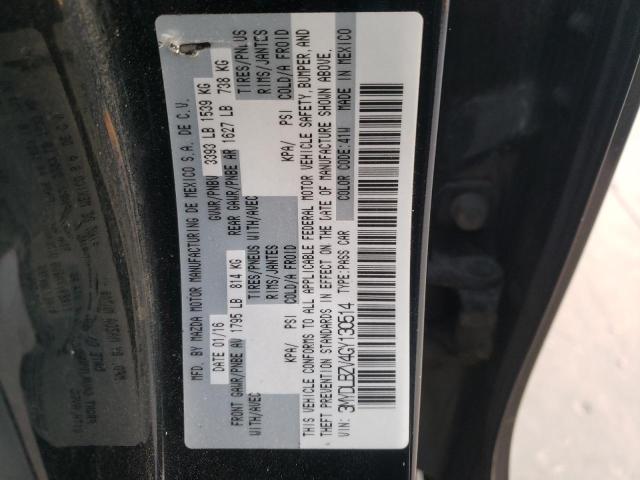 MFD. BY MAZDA MOTOR MANUFACTURING DE MEXICO S.A. DE C.V.
DATE 01/16 GVWR/PNBV 3393 LB 1539 KG
FRONT GAWR/PNBE AV 1795 LB 814 KG REAR GAWR/PNBE AR 1627 LB 738 KG
WITH/AVEC TIRES/PNEUS WITH/AVEC TIRES/PNEUS
RIMS/JANTES RIMS/JANTES
KPA/ PSI COLD/A FROID KPA/ PSI COLD/A FROID
THIS VEHICLE CONFORMS TO ALL APPLICABLE FEDERAL MOTOR VEHICLE SAFETY, BUMPER, AND
THEFT PREVENTION STANDARDS IN EFFECT ON THE DATE OF MANUFACTURE SHOWN ABOVE.
VIN: 3MYDLBZV4GY130514 TYPE: PASS CAR COLOR CODE: 41W MADE IN MEXICO